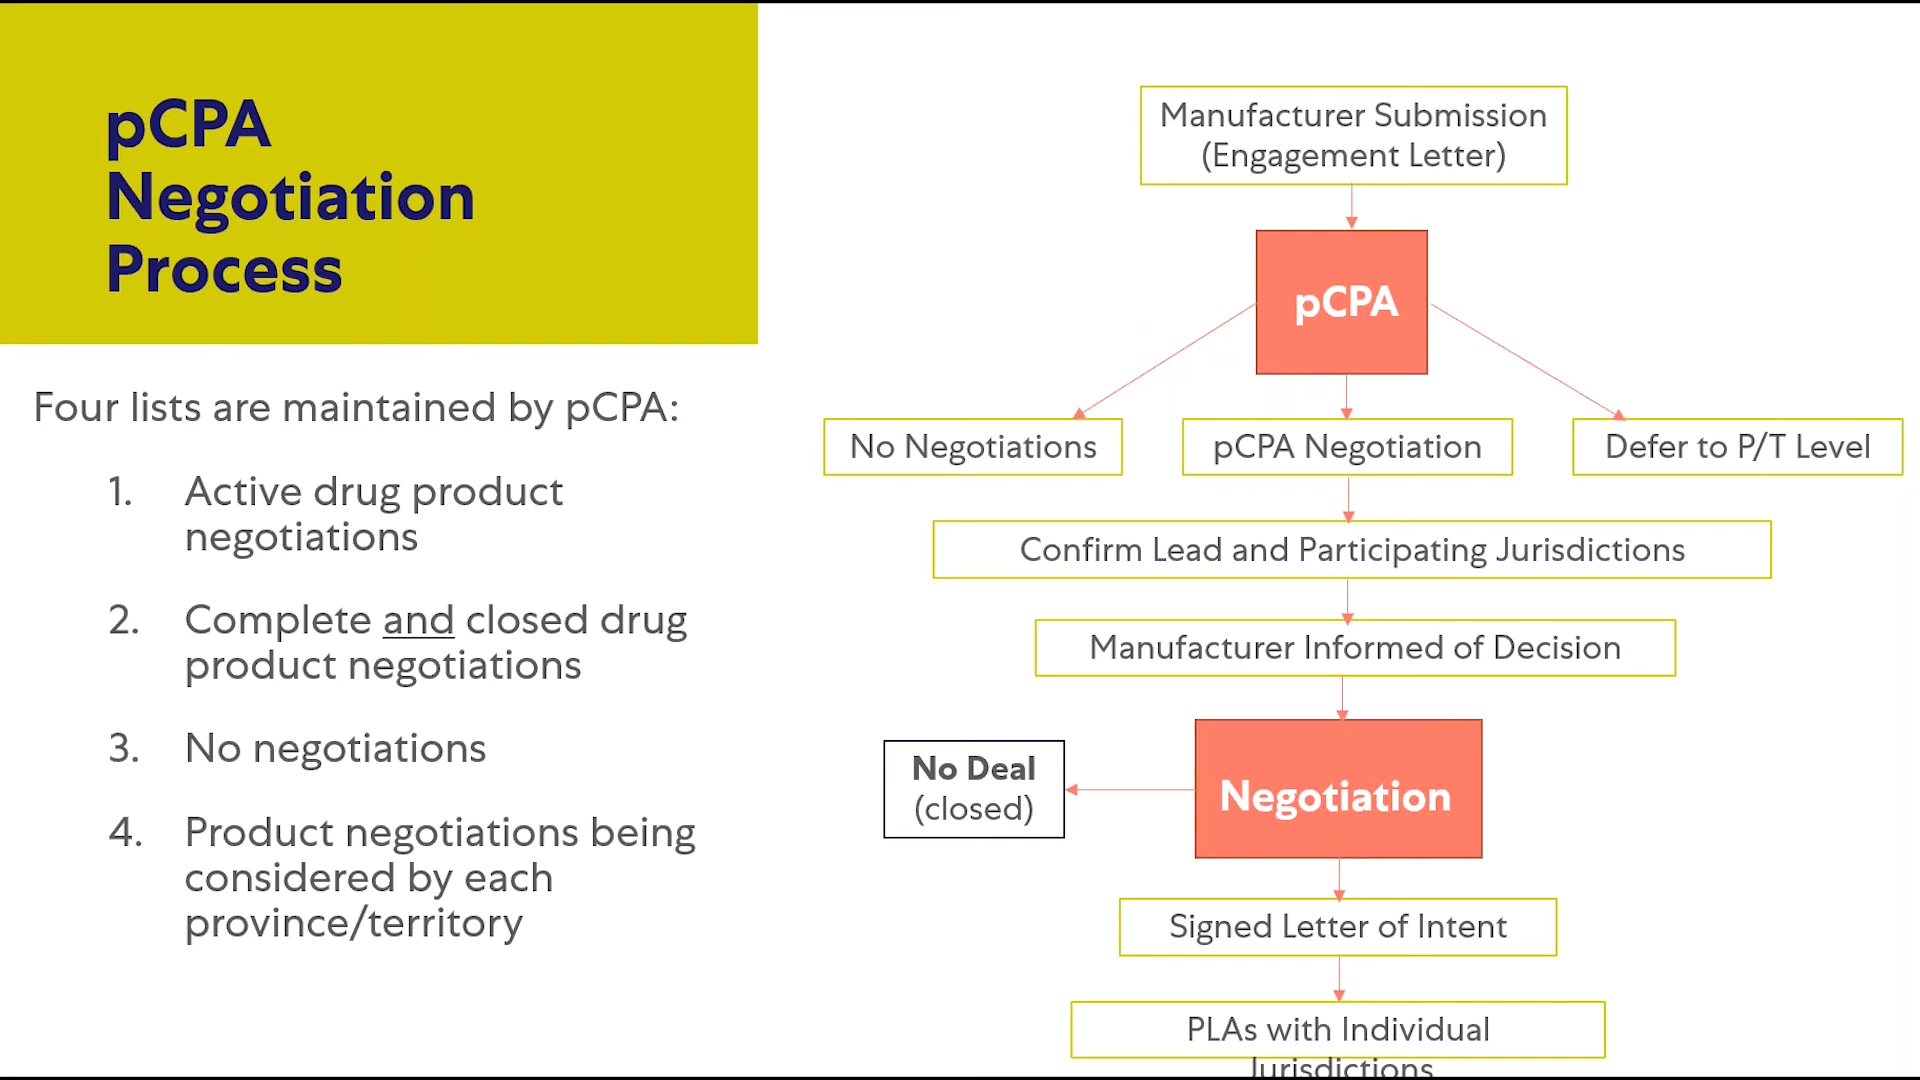 pCPA
Negotiation
Process
Four lists are maintained by pCPA:
1. Active drug product
negotiations
2. Complete and closed drug
product negotiations
3. No negotiations
4. Product negotiations being
considered by each
province/territory
Manufacturer Submission
(Engagement Letter)
pCPA
No Negotiations
pCPA Negotiation
Defer to P/T Level
Confirm Lead and Participating Jurisdictions
Manufacturer Informed of Decision
No Deal
(closed)
Negotiation
Signed Letter of Intent
PLAs with Individual
Jurisdictions